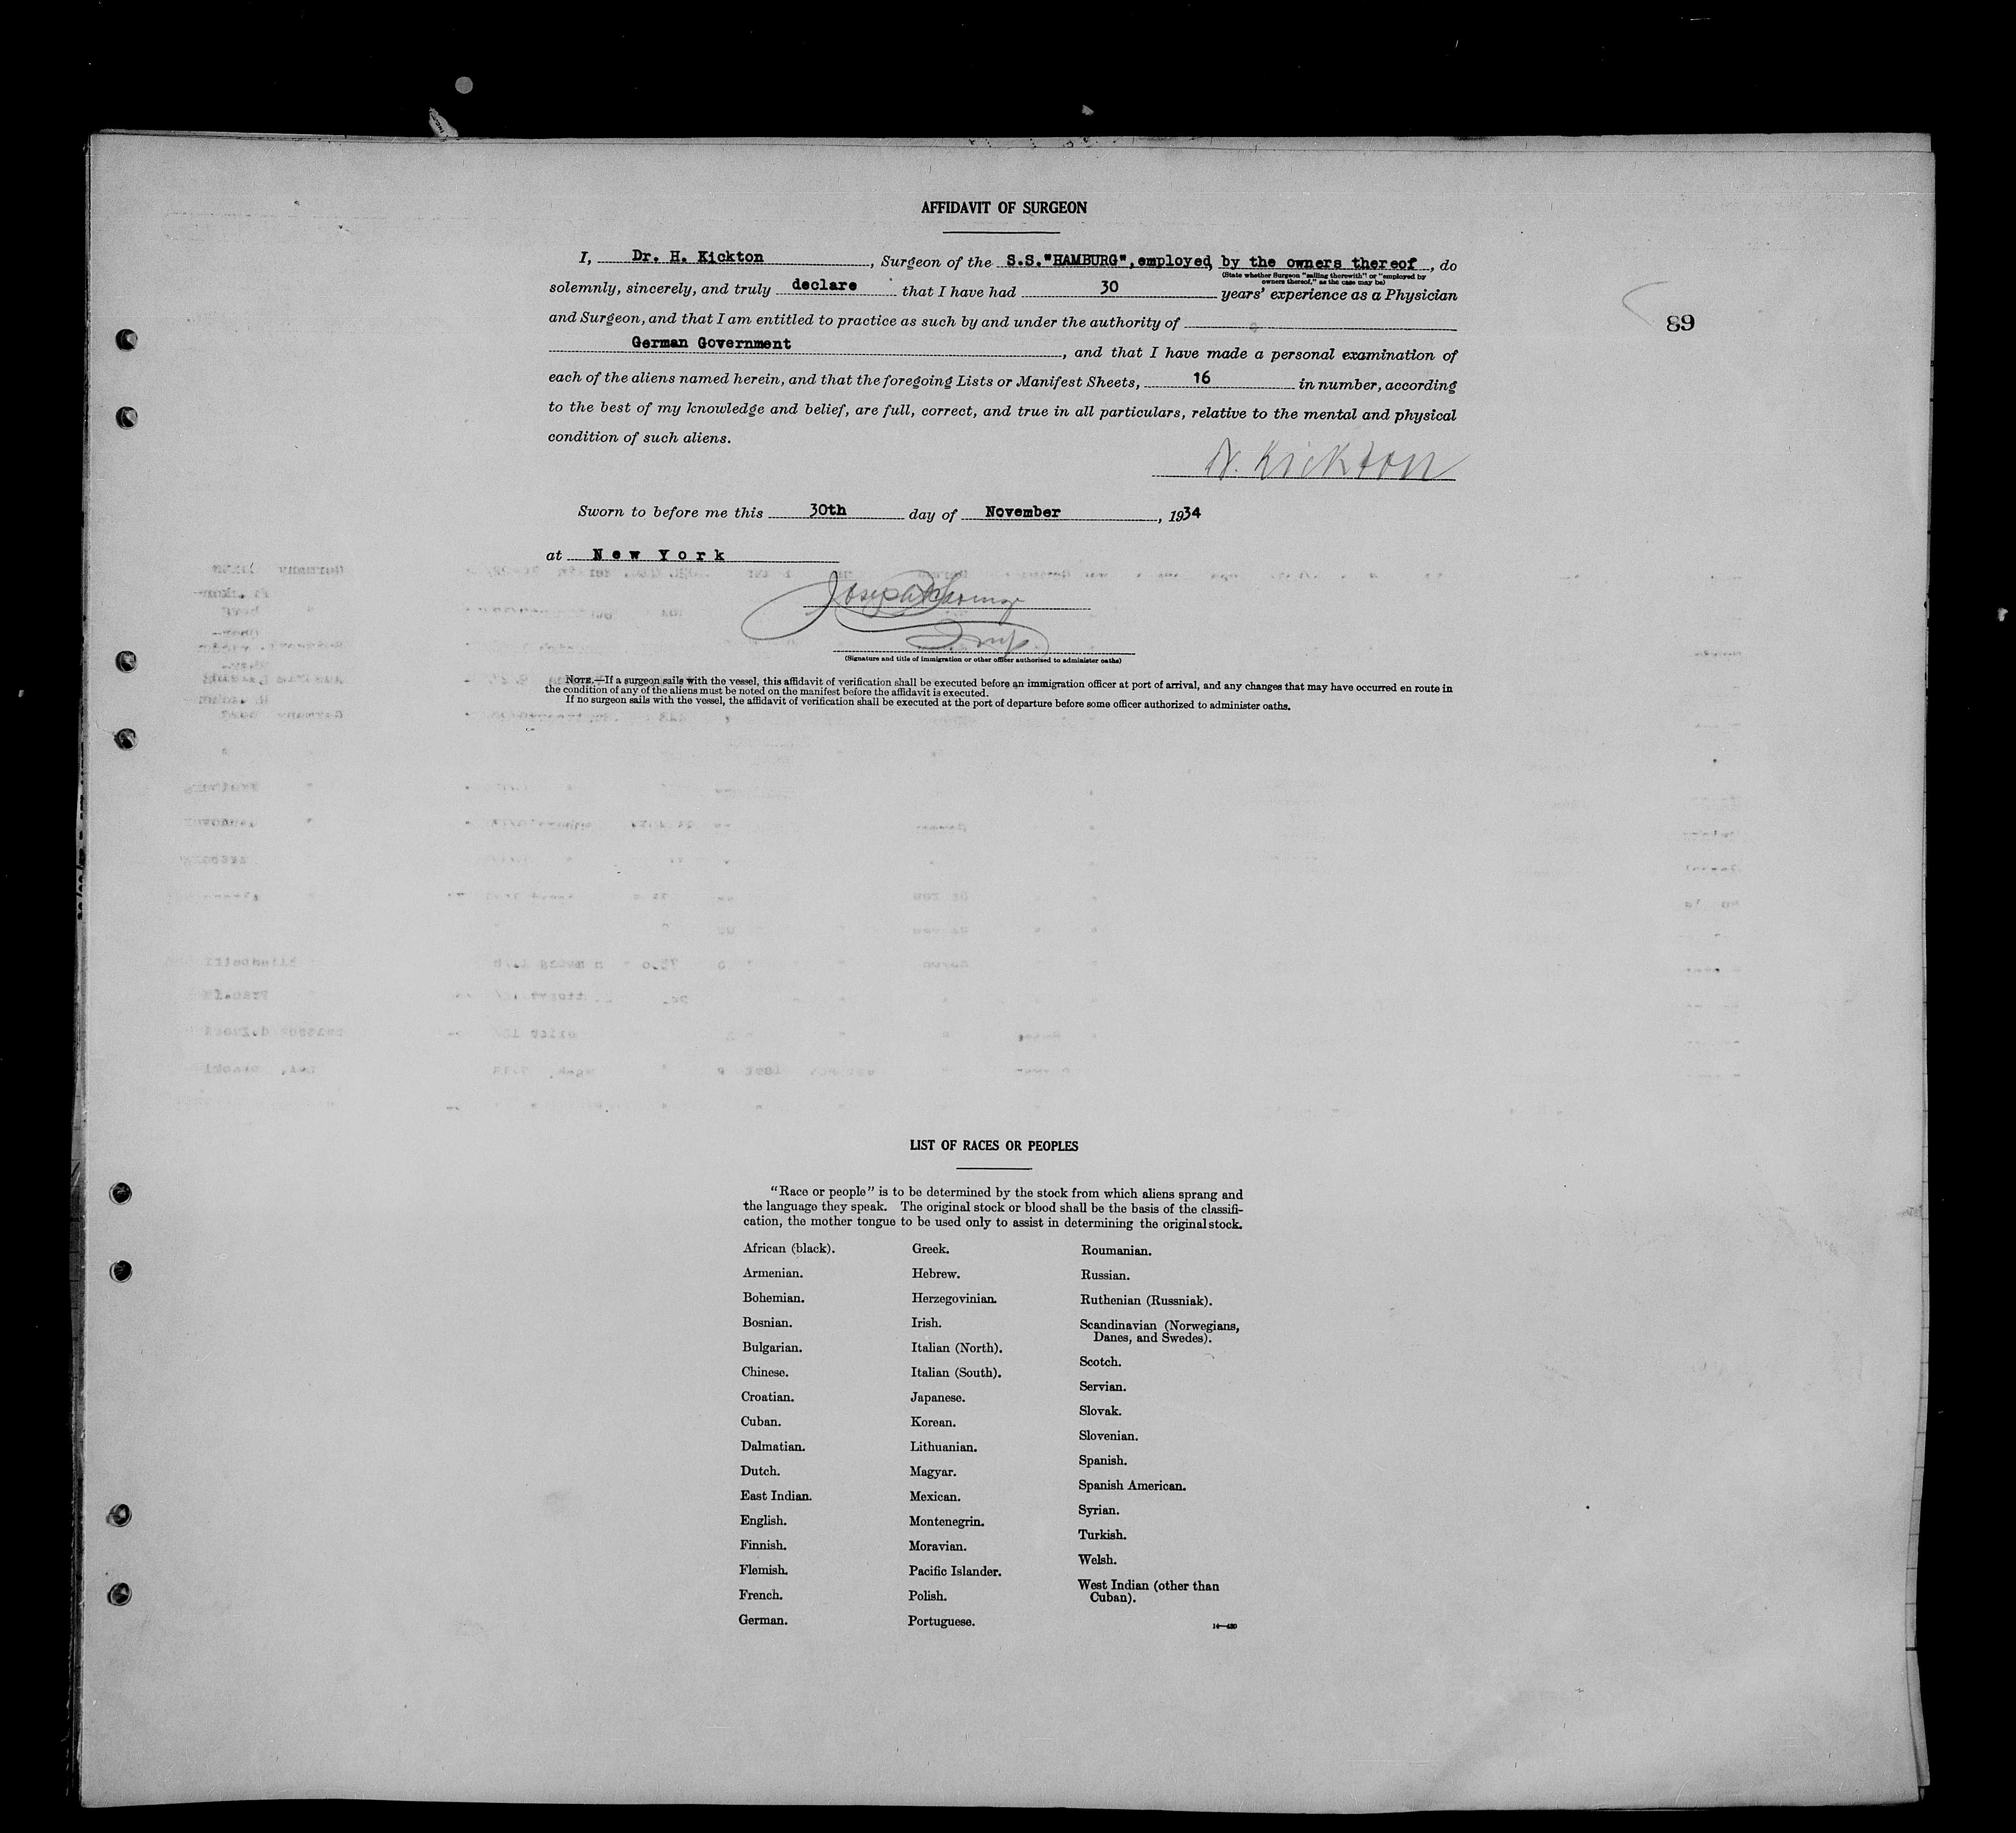 AFFIDAVIT OF SURGEON
I, Dr. H. Kickton, Surgeon of the S.S."HAMBURG", employed by the owners thereof, do
(State whether Surgeon "sailing therewith" or "employed by
owners thereof," as the case may be)
solemnly, sincerely, and truly declare that I have had 30 years' experience as a Physician
89
and Surgeon, and that I am entitled to practice as such by and under the authority of
German Government, and that I have made a personal examination of
each of the aliens named herein, and that the foregoing Lists or Manifest Sheets, 16 in number, according
to the best of my knowledge and belief, are full, correct, and true in all particulars, relative to the mental and physical
condition of such aliens.
H. Kickton
Sworn to before me this 30th day of November, 1934
at New York
Joseph
(Signature and title of immigration or other officer authorized to administer oaths)
NOTE.—If a surgeon sails with the vessel, this affidavit of verification shall be executed before an immigration officer at port of arrival, and any changes that may have occurred en route in
the condition of any of the aliens must be noted on the manifest before the affidavit is executed.
If no surgeon sails with the vessel, the affidavit of verification shall be executed at the port of departure before some officer authorized to administer oaths.
LIST OF RACES OR PEOPLES
"Race or people" is to be determined by the stock from which aliens sprang and
the language they speak. The original stock or blood shall be the basis of the classifi-
cation, the mother tongue to be used only to assist in determining the original stock.
African (black).
Armenian.
Bohemian.
Bosnian.
Bulgarian.
Chinese.
Croatian.
Cuban.
Dalmatian.
Dutch.
East Indian.
English.
Finnish.
Flemish.
French.
German.
Greek.
Hebrew.
Herzegovinian.
Irish.
Italian (North).
Italian (South).
Japanese.
Korean.
Lithuanian.
Magyar.
Mexican.
Montenegrin.
Moravian.
Pacific Islander.
Polish.
Portuguese.
Roumanian.
Russian.
Ruthenian (Russniak).
Scandinavian (Norwegians,
Danes, and Swedes).
Scotch.
Servian.
Slovak.
Slovenian.
Spanish.
Spanish American.
Syrian.
Turkish.
Welsh.
West Indian (other than
Cuban).